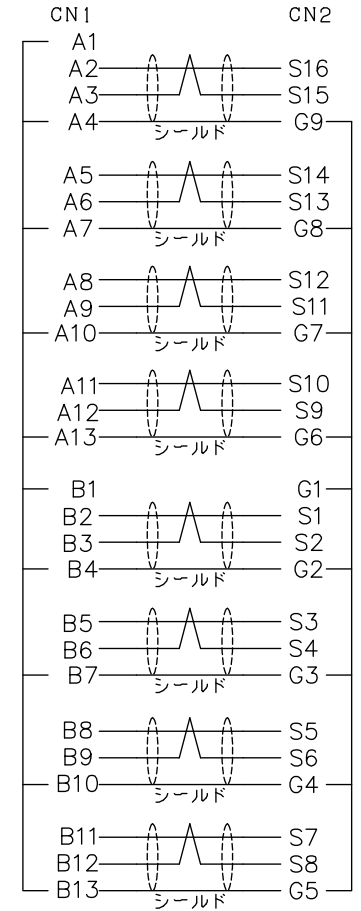 CN1 CN2
A1
A2 S16
A3 S15
A4 G9
シールド
A5 S14
A6 S13
A7 G8
シールド
A8 S12
A9 S11
A10 G7
シールド
A11 S10
A12 S9
A13 G6
シールド
B1 G1
B2 S1
B3 S2
B4 G2
シールド
B5 S3
B6 S4
B7 G3
シールド
B8 S5
B9 S6
B10 G4
シールド
B11 S7
B12 S8
B13 G5
シールド